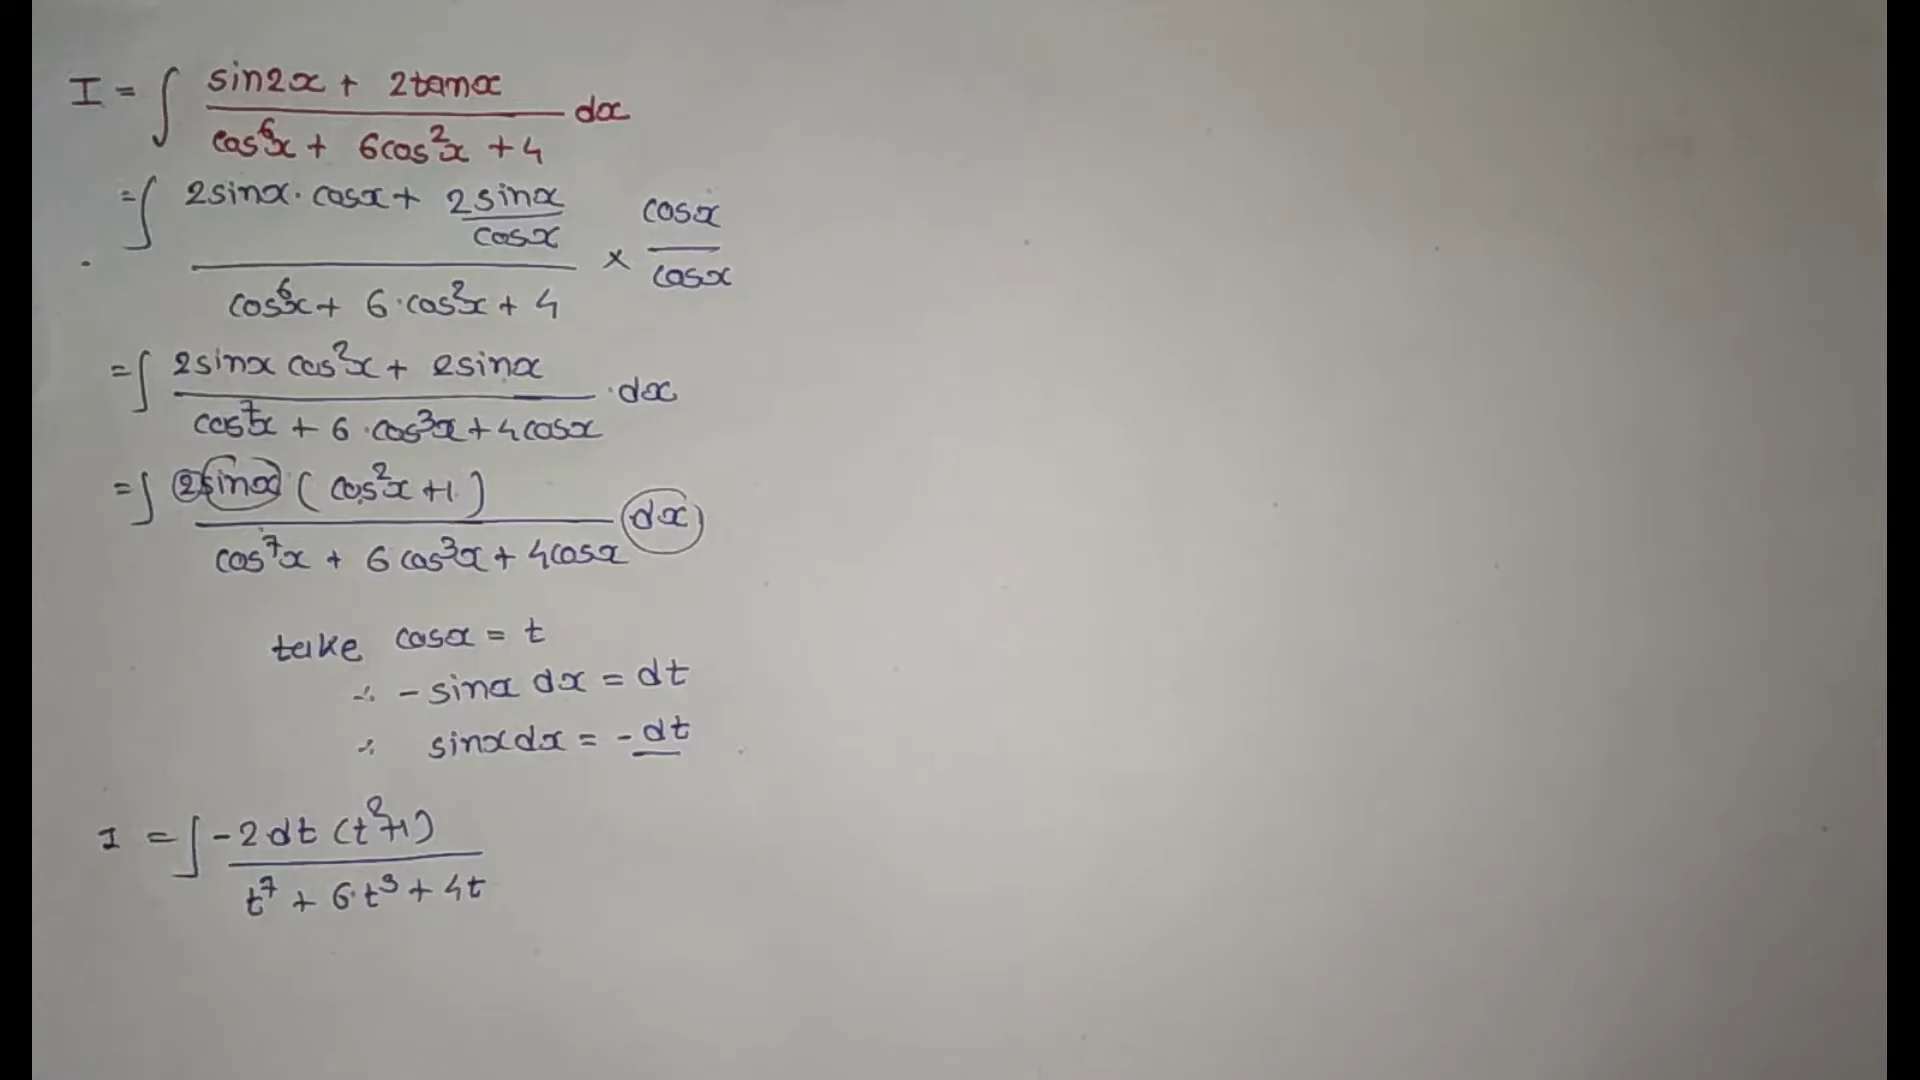 I = ∫ (sin2x + 2tanx)/(cos⁶x + 6cos²x + 4) dx
= ∫ (2sinx·cosx + 2sinx/cosx)/(cos⁶x + 6·cos²x + 4) × cosx/cosx
= ∫ (2sinx cos²x + 2sinx)/(cos⁷x + 6·cos³x + 4cosx) ·dx
= ∫ 2sinx (cos²x + 1)/(cos⁷x + 6cos³x + 4cosx) dx
take cosx = t
∴ -sinx dx = dt
∴ sinxdx = -dt
I = ∫ -2dt (t²+1)/(t⁷ + 6·t³ + 4t)